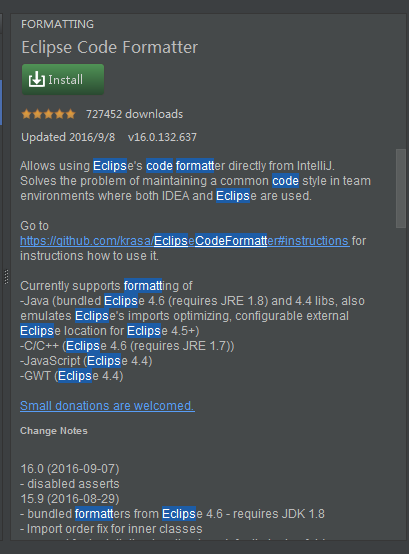 FORMATTING
Eclipse Code Formatter
Install
727452 downloads
Updated 2016/9/8 v16.0.132.637
Allows using Eclipse's code formatter directly from IntelliJ.
Solves the problem of maintaining a common code style in team
environments where both IDEA and Eclipse are used.
Go to
https://github.com/krasa/EclipseCodeFormatter#instructions for
instructions how to use it.
Currently supports formatting of
-Java (bundled Eclipse 4.6 (requires JRE 1.8) and 4.4 libs, also
emulates Eclipse's imports optimizing, configurable external
Eclipse location for Eclipse 4.5+)
-C/C++ (Eclipse 4.6 (requires JRE 1.7))
-JavaScript (Eclipse 4.4)
-GWT (Eclipse 4.4)
Small donations are welcomed.
Change Notes
16.0 (2016-09-07)
- disabled asserts
15.9 (2016-08-29)
- bundled formatters from Eclipse 4.6 - requires JDK 1.8
- Import order fix for inner classes